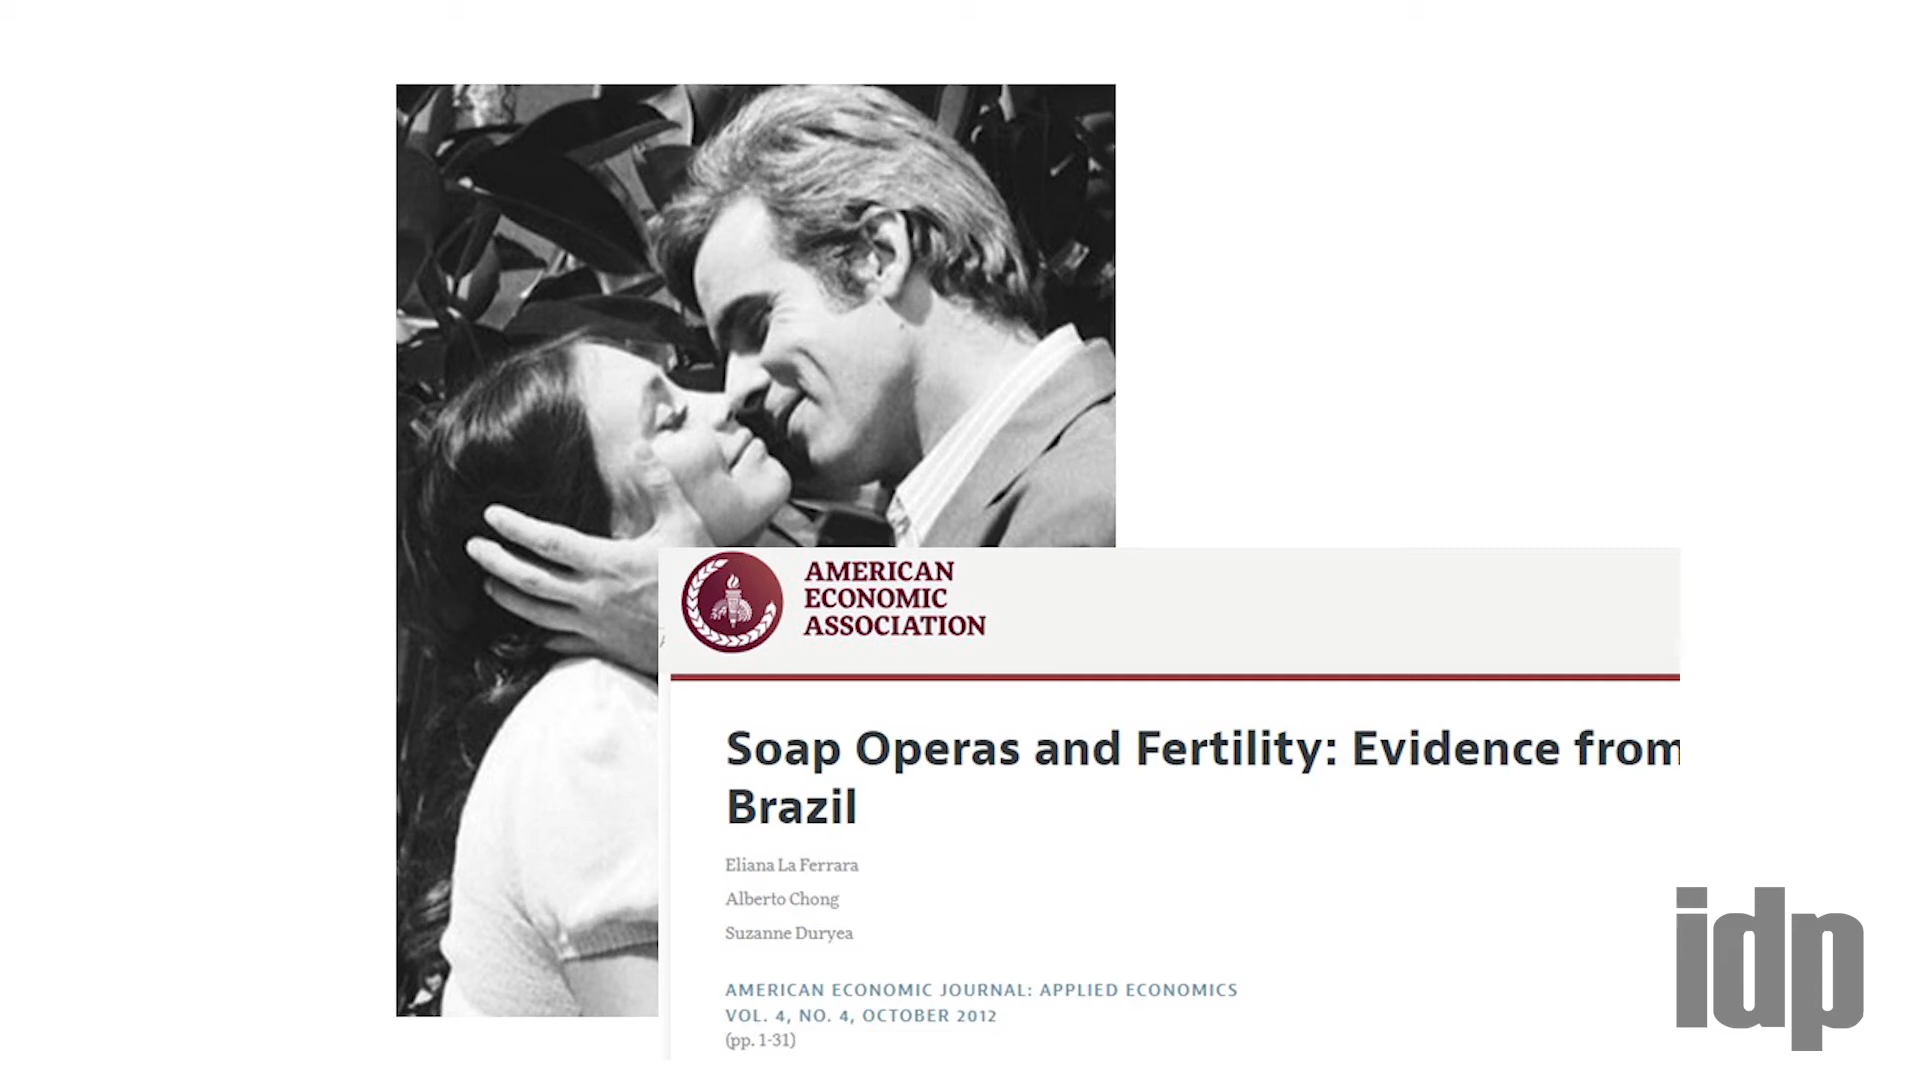 AMERICAN
ECONOMIC
ASSOCIATION
Soap Operas and Fertility: Evidence from
Brazil
Eliana La Ferrara
Alberto Chong
Suzanne Duryea
AMERICAN ECONOMIC JOURNAL: APPLIED ECONOMICS
VOL. 4, NO. 4, OCTOBER 2012
(pp. 1-31)
idp